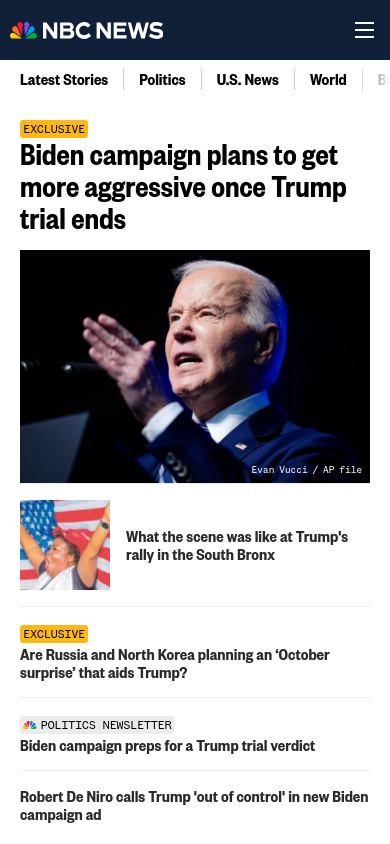 NBC NEWS
Latest Stories
Politics
U.S. News
World
EXCLUSIVE
Biden campaign plans to get
more aggressive once Trump
trial ends
Evan Vucci / AP file
What the scene was like at Trump's
rally in the South Bronx
EXCLUSIVE
Are Russia and North Korea planning an ‘October
surprise’ that aids Trump?
POLITICS NEWSLETTER
Biden campaign preps for a Trump trial verdict
Robert De Niro calls Trump 'out of control' in new Biden
campaign ad